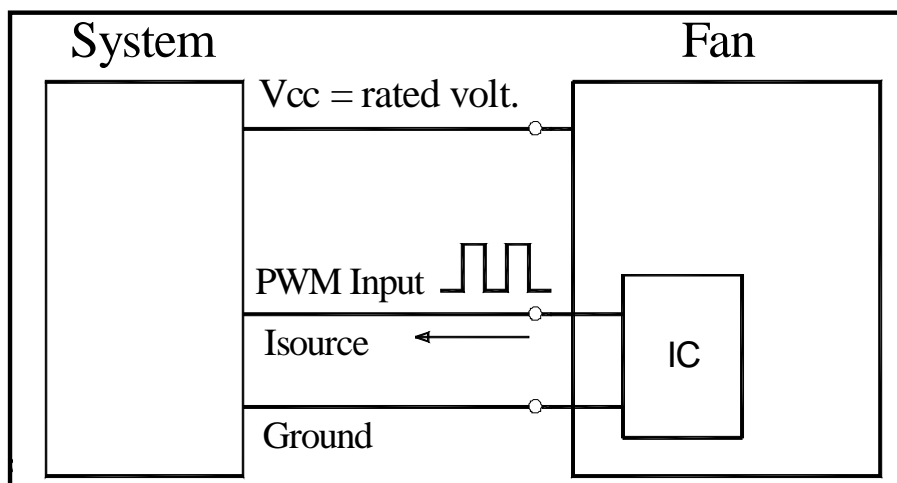 System
Fan
Vcc = rated volt.
PWM Input
Isource
IC
Ground